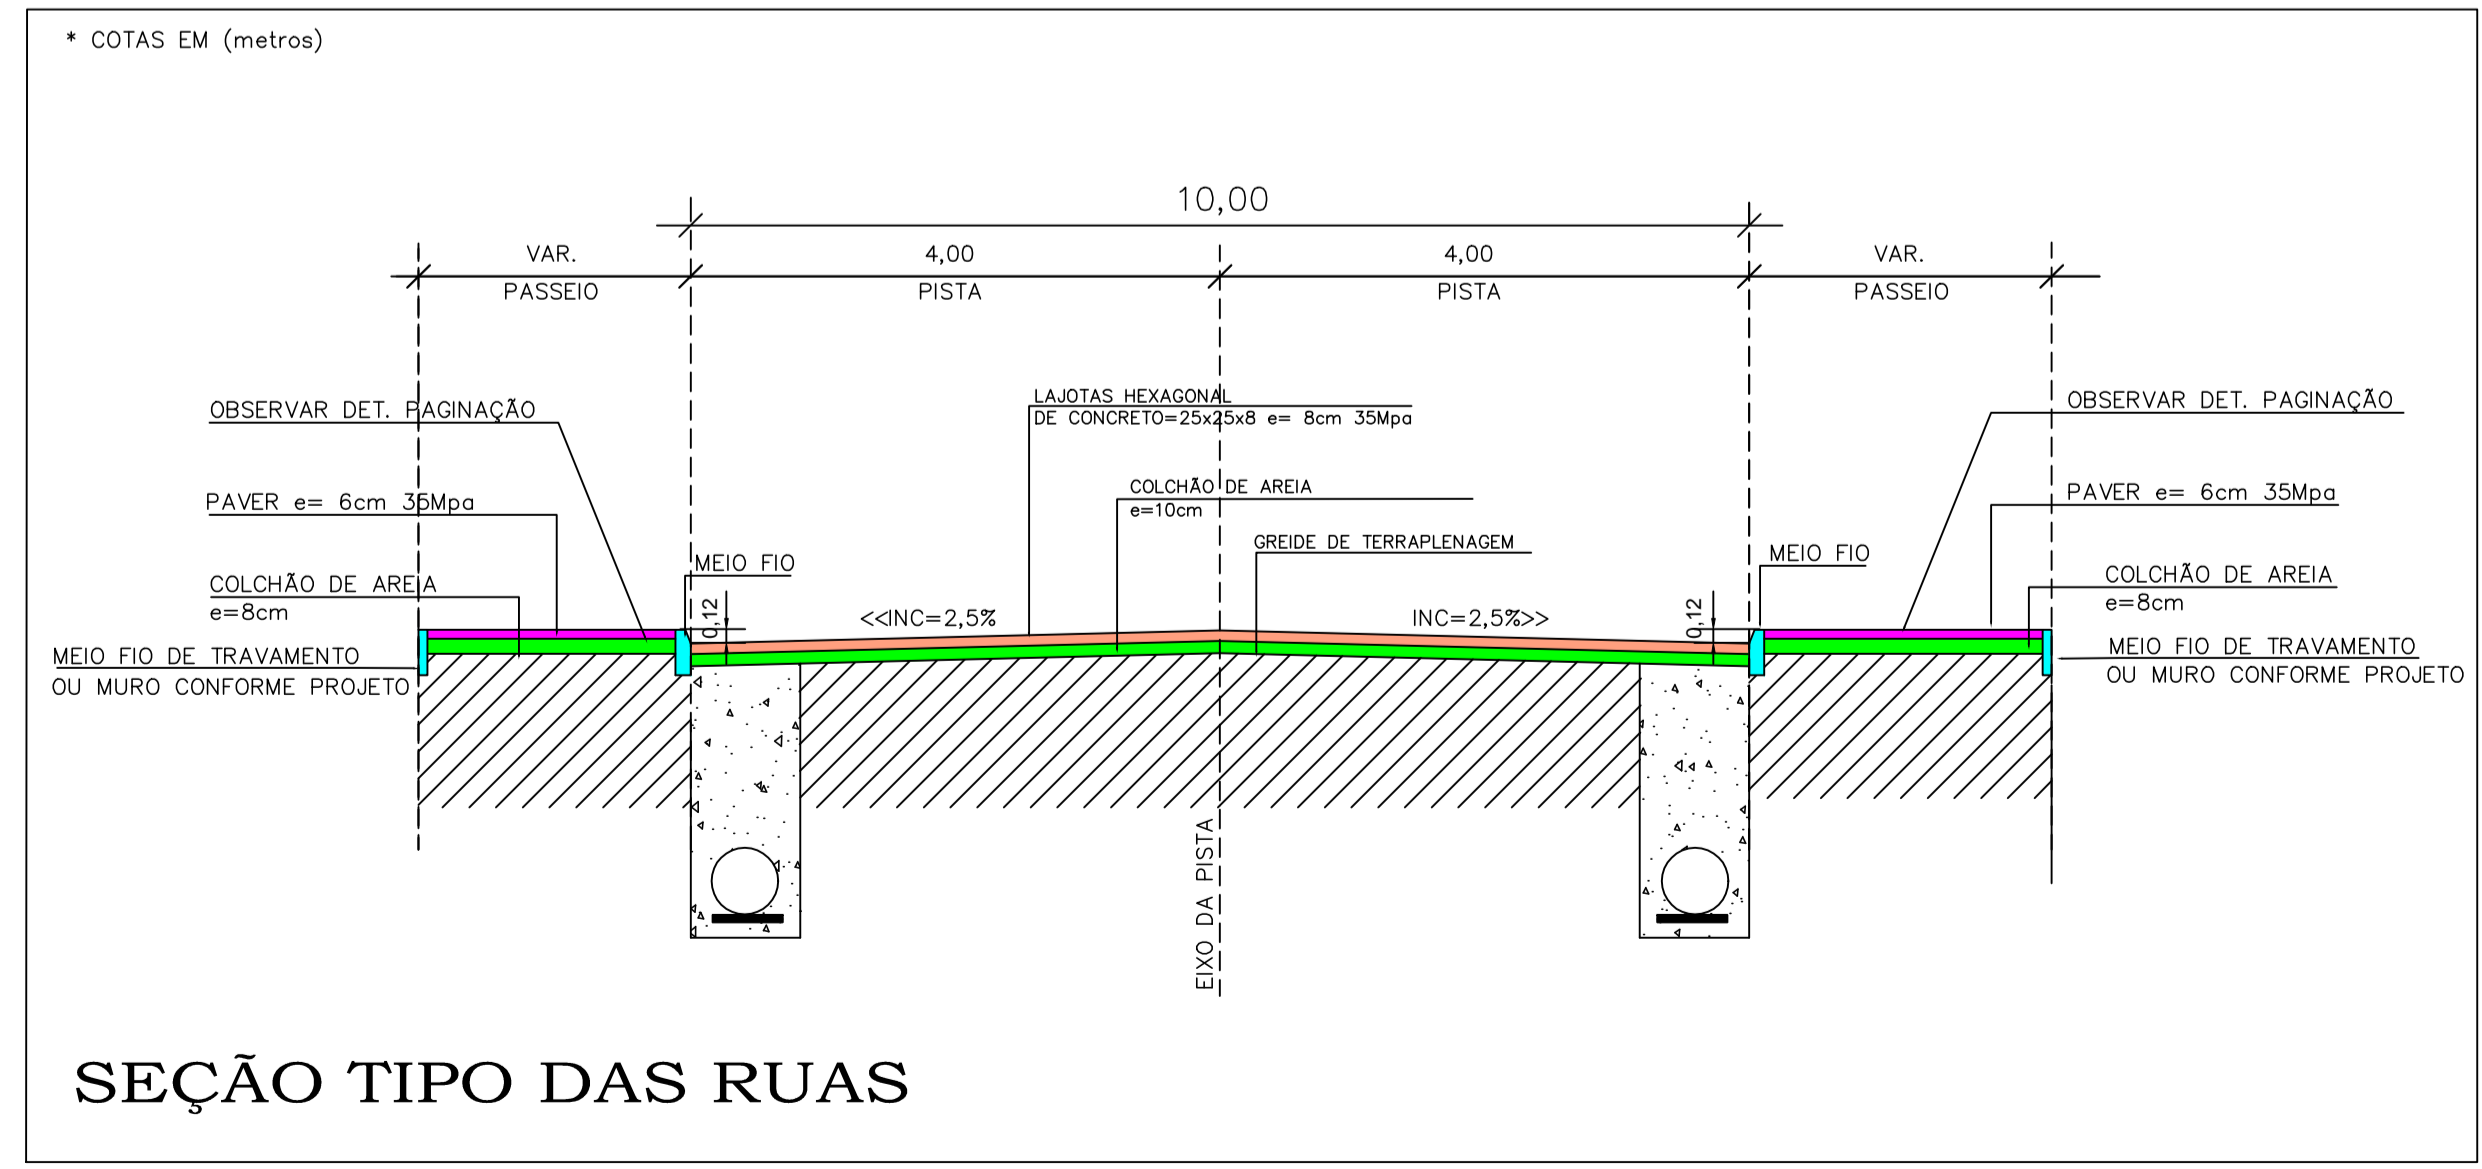 * COTAS EM (metros)
10,00
VAR.
4,00
4,00
VAR.
PASSEIO
PISTA
PISTA
PASSEIO
OBSERVAR DET. PAGINAÇÃO
LAJOTAS HEXAGONAL
DE CONCRETO=25x25x8 e= 8cm 35Mpa
OBSERVAR DET. PAGINAÇÃO
PAVER e= 6cm 35Mpa
COLCHÃO DE AREIA
e=10cm
PAVER e= 6cm 35Mpa
GREIDE DE TERRAPLENAGEM
MEIO FIO
MEIO FIO
COLCHÃO DE AREIA
e=8cm
COLCHÃO DE AREIA
e=8cm
0,12
<<INC=2,5%
INC=2,5%>>
0,12
MEIO FIO DE TRAVAMENTO
OU MURO CONFORME PROJETO
MEIO FIO DE TRAVAMENTO
OU MURO CONFORME PROJETO
EIXO DA PISTA
SEÇÃO TIPO DAS RUAS